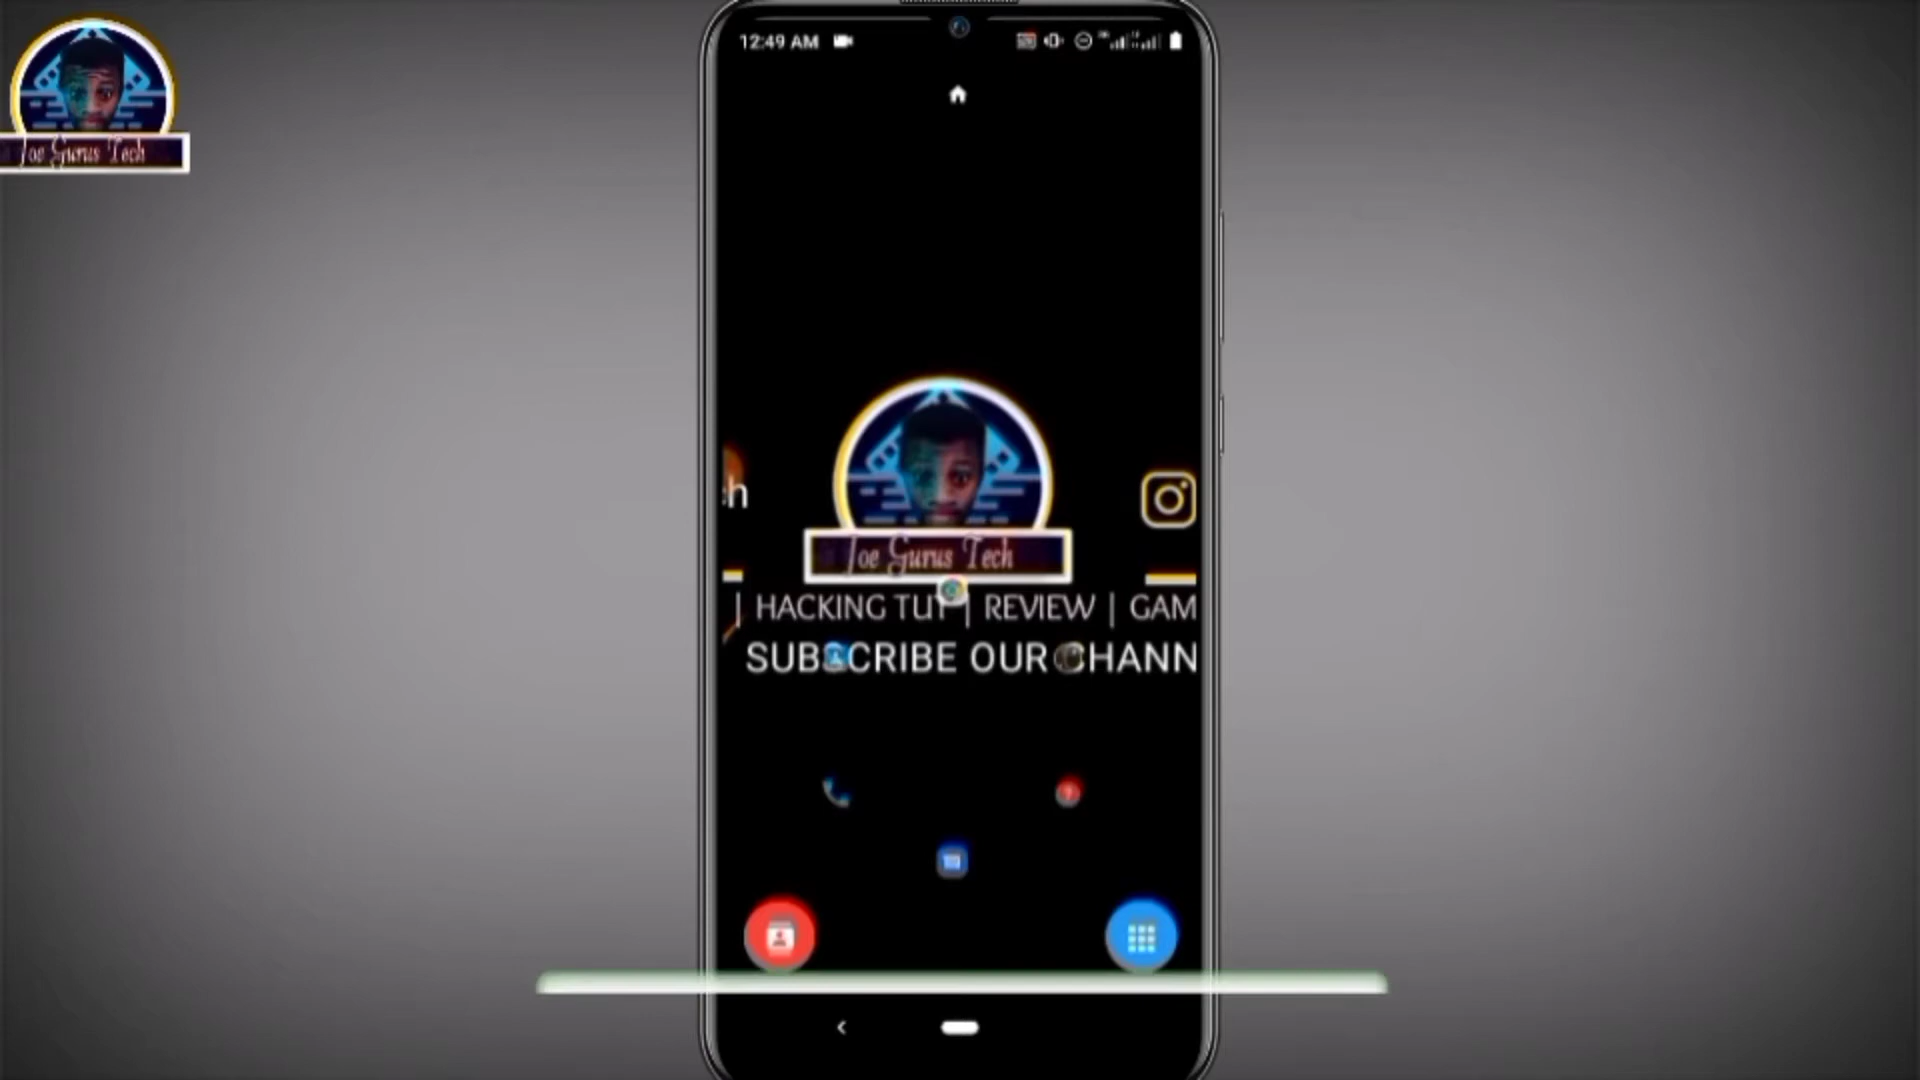 12:49 AM
Joe Gurus Tech
h
Joe Gurus Tech
| HACKING TUT | REVIEW | GAM
SUBSCRIBE OUR CHANN